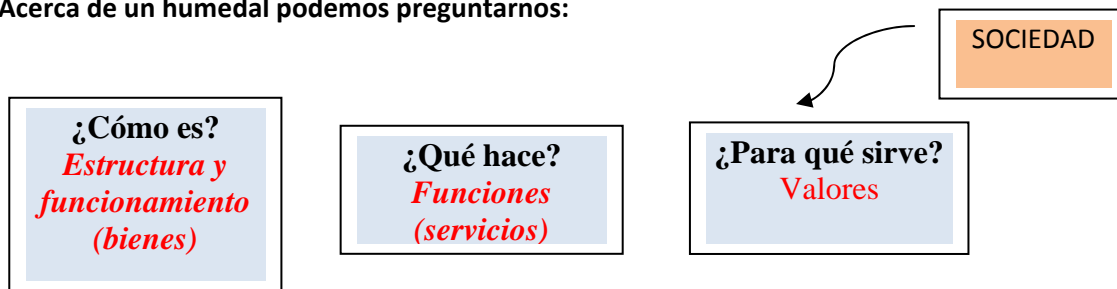 Acerca de un humedal podemos preguntarnos:
SOCIEDAD
¿Cómo es?
Estructura y
funcionamiento
(bienes)
¿Qué hace?
Funciones
(servicios)
¿Para qué sirve?
Valores